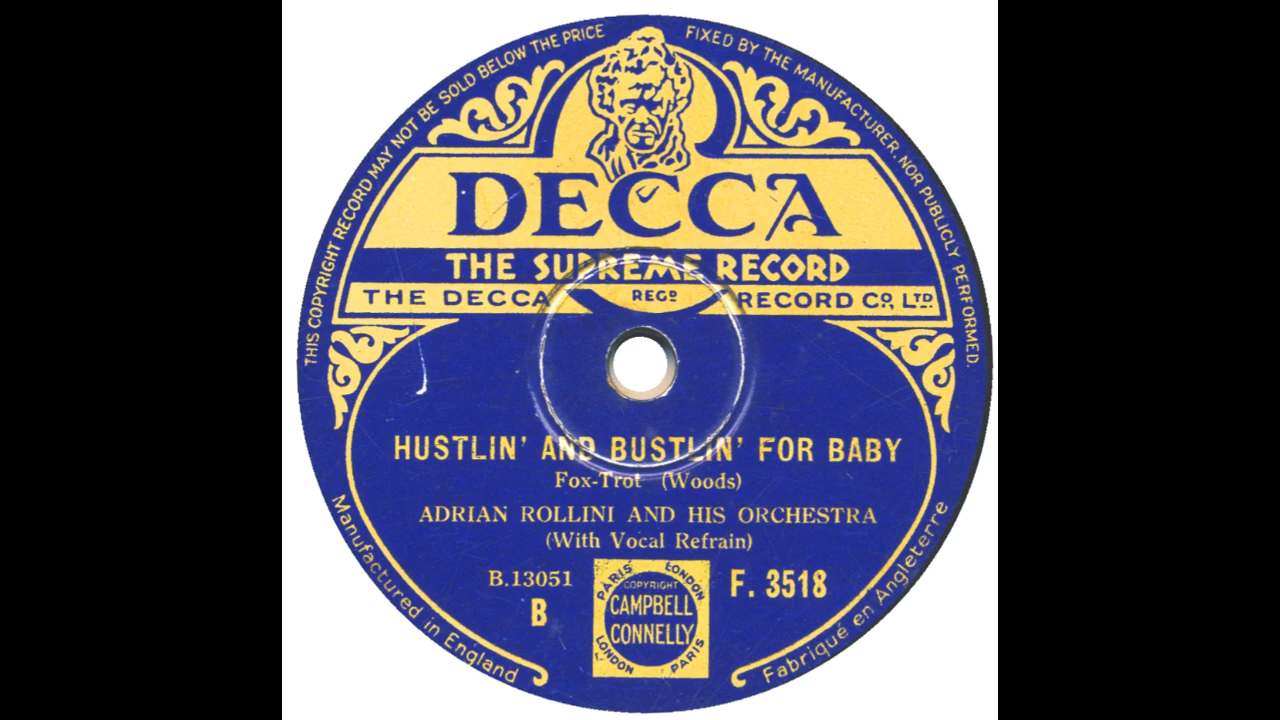 THIS COPYRIGHT RECORD MAY NOT BE SOLD BELOW THE PRICE FIXED BY THE MANUFACTURER, NOR PUBLICLY PERFORMED.
DECCA
THE SUPREME RECORD
THE DECCA REGD RECORD CO, LTD.
HUSTLIN' AND BUSTLIN' FOR BABY
Fox-Trot (Woods)
ADRIAN ROLLINI AND HIS ORCHESTRA
(With Vocal Refrain)
B.13051
B
F. 3518
PARIS LONDON
COPYRIGHT
CAMPBELL
CONNELLY
LONDON PARIS
Manufactured in England
Fabriqué en Angleterre